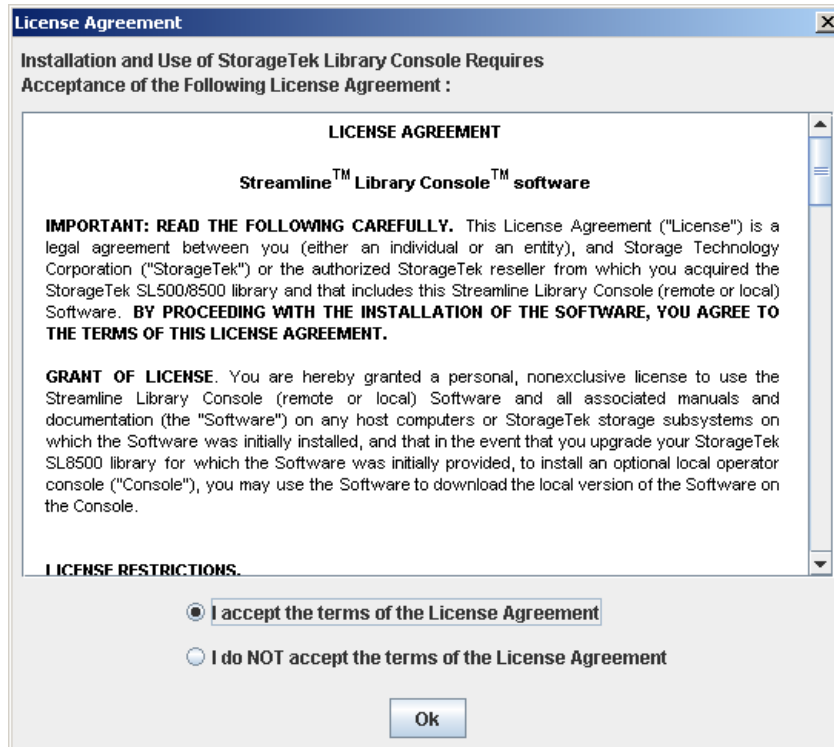 License Agreement
Installation and Use of StorageTek Library Console Requires
Acceptance of the Following License Agreement :
LICENSE AGREEMENT
Streamline™ Library Console™ software
IMPORTANT: READ THE FOLLOWING CAREFULLY. This License Agreement ("License") is a
legal agreement between you (either an individual or an entity), and Storage Technology
Corporation ("StorageTek") or the authorized StorageTek reseller from which you acquired the
StorageTek SL500/8500 library and that includes this Streamline Library Console (remote or local)
Software. BY PROCEEDING WITH THE INSTALLATION OF THE SOFTWARE, YOU AGREE TO
THE TERMS OF THIS LICENSE AGREEMENT.
GRANT OF LICENSE. You are hereby granted a personal, nonexclusive license to use the
Streamline Library Console (remote or local) Software and all associated manuals and
documentation (the "Software") on any host computers or StorageTek storage subsystems on
which the Software was initially installed, and that in the event that you upgrade your StorageTek
SL8500 library for which the Software was initially provided, to install an optional local operator
console ("Console"), you may use the Software to download the local version of the Software on
the Console.
LICENSE RESTRICTIONS.
I accept the terms of the License Agreement
I do NOT accept the terms of the License Agreement
Ok